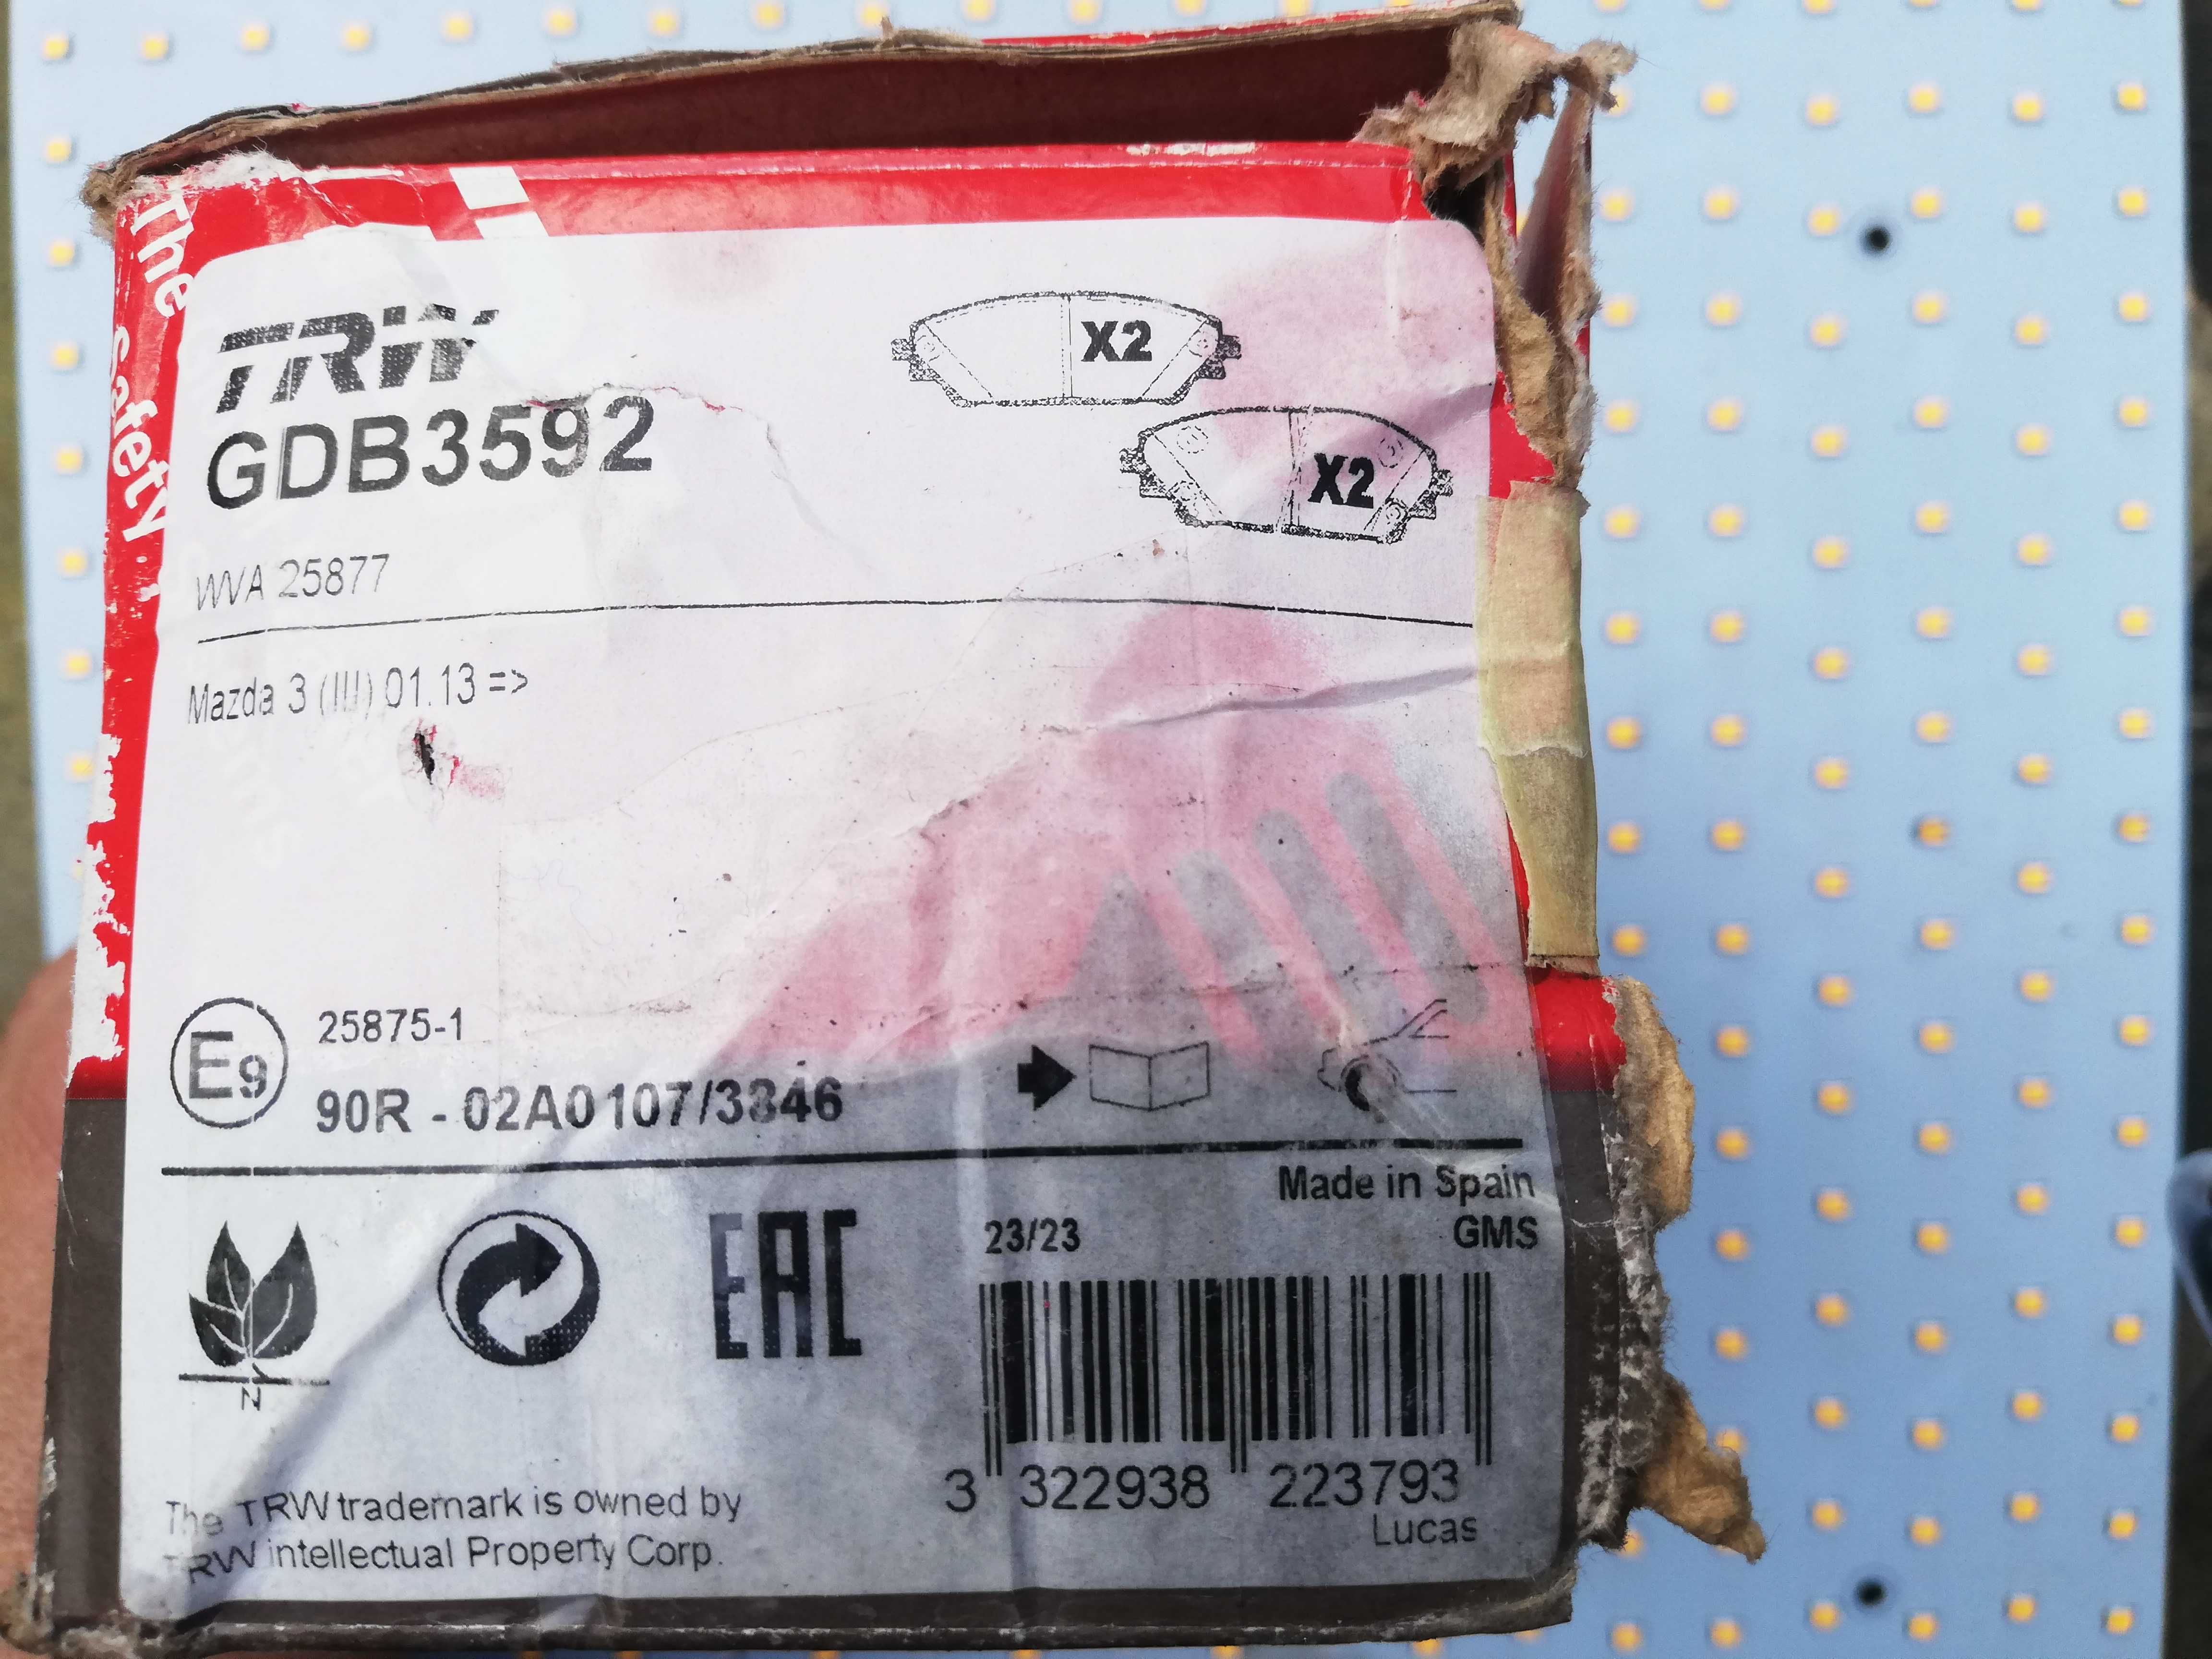 The
Safety
TRW
GDB3592
X2
X2
WVA 25877
Mazda 3 (III) 01.13 =>
E9
25875-1
90R - 02A0107/3846
Made in Spain
23/23
GMS
EAC
N
3 322938 223793
Lucas
The TRW trademark is owned by
TRW intellectual Property Corp.